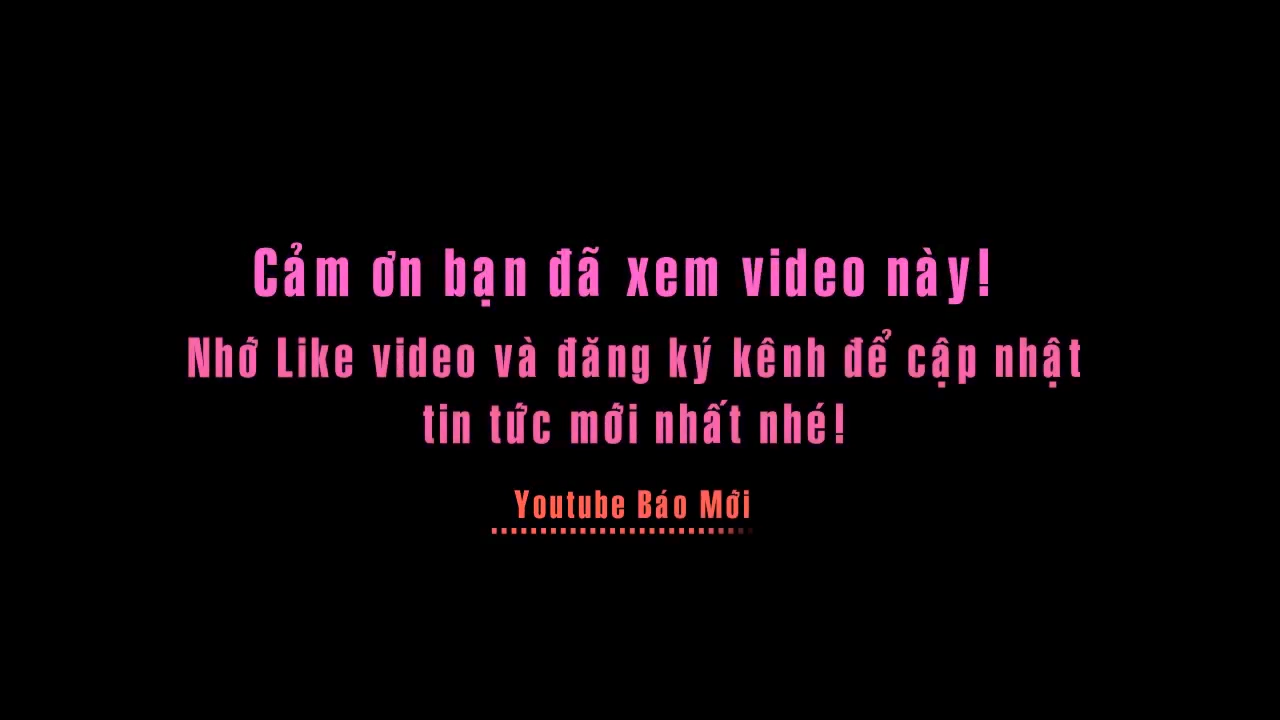 Cảm ơn bạn đã xem video này!
Nhớ Like video và đăng ký kênh để cập nhật
tin tức mới nhất nhé!
Youtube Báo Mới